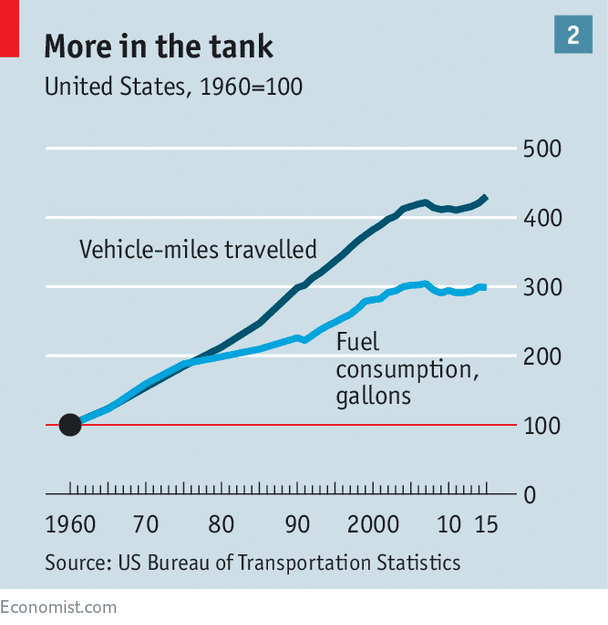 More in the tank
2
United States, 1960=100
500
400
Vehicle-miles travelled
300
Fuel
consumption,
gallons
200
100
0
1960 70 80 90 2000 10 15
Source: US Bureau of Transportation Statistics
Economist.com